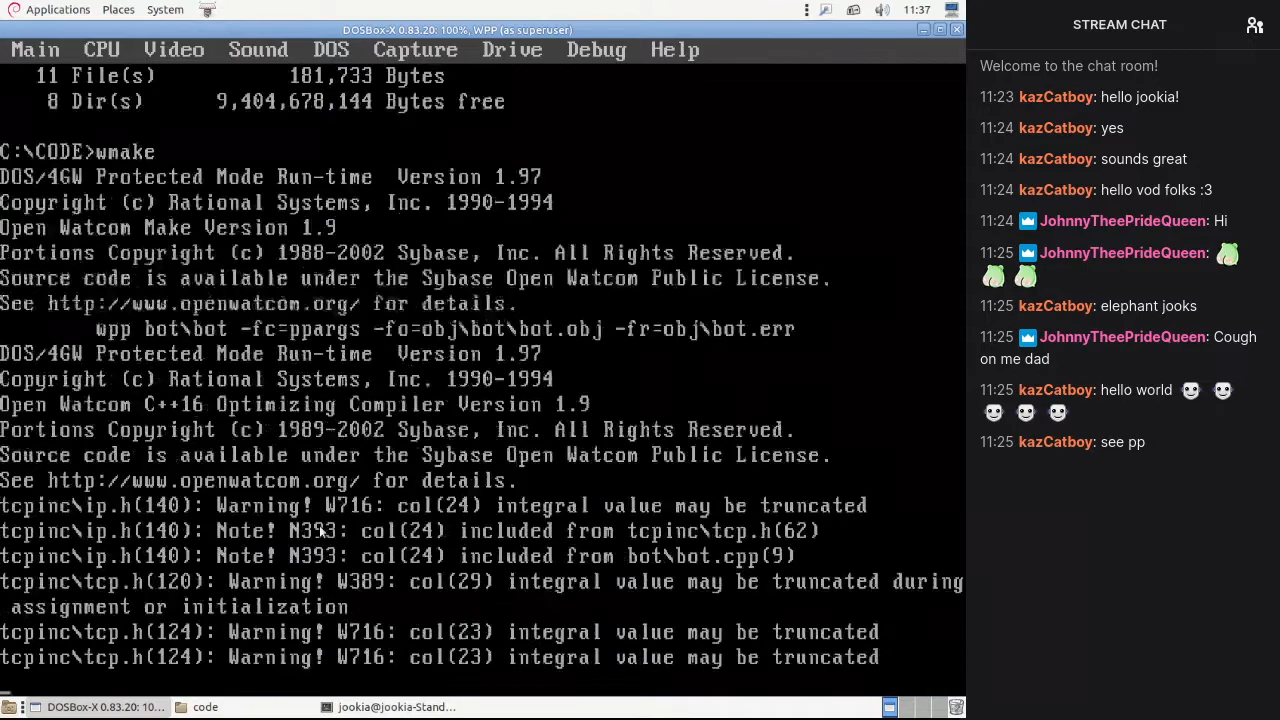 Applications Places System
11:37
DOSBox-X 0.83.20: 100%, WPP (as superuser)
Main CPU Video Sound DOS Capture Drive Debug Help
11 File(s) 181,733 Bytes
8 Dir(s) 9,404,678,144 Bytes free
C:\CODE>wmake
DOS/4GW Protected Mode Run-time Version 1.97
Copyright (c) Rational Systems, Inc. 1990-1994
Open Watcom Make Version 1.9
Portions Copyright (c) 1988-2002 Sybase, Inc. All Rights Reserved.
Source code is available under the Sybase Open Watcom Public License.
See http://www.openwatcom.org/ for details.
wpp bot\bot -fc=ppargs -fo=obj\bot\bot.obj -fr=obj\bot.err
DOS/4GW Protected Mode Run-time Version 1.97
Copyright (c) Rational Systems, Inc. 1990-1994
Open Watcom C++16 Optimizing Compiler Version 1.9
Portions Copyright (c) 1989-2002 Sybase, Inc. All Rights Reserved.
Source code is available under the Sybase Open Watcom Public License.
See http://www.openwatcom.org/ for details.
tcpinc\ip.h(140): Warning! W716: col(24) integral value may be truncated
tcpinc\ip.h(140): Note! N393: col(24) included from tcpinc\tcp.h(62)
tcpinc\ip.h(140): Note! N393: col(24) included from bot\bot.cpp(9)
tcpinc\tcp.h(120): Warning! W389: col(29) integral value may be truncated during
assignment or initialization
tcpinc\tcp.h(124): Warning! W716: col(23) integral value may be truncated
tcpinc\tcp.h(124): Warning! W716: col(23) integral value may be truncated
DOSBox-X 0.83.20: 10...
code
jookia@jookia-Stand...
STREAM CHAT
Welcome to the chat room!
11:23 kazCatboy: hello jookia!
11:24 kazCatboy: yes
11:24 kazCatboy: sounds great
11:24 kazCatboy: hello vod folks :3
11:24 JohnnyTheePrideQueen: Hi
11:25 JohnnyTheePrideQueen:
11:25 kazCatboy: elephant jooks
11:25 JohnnyTheePrideQueen: Cough
on me dad
11:25 kazCatboy: hello world
11:25 kazCatboy: see pp